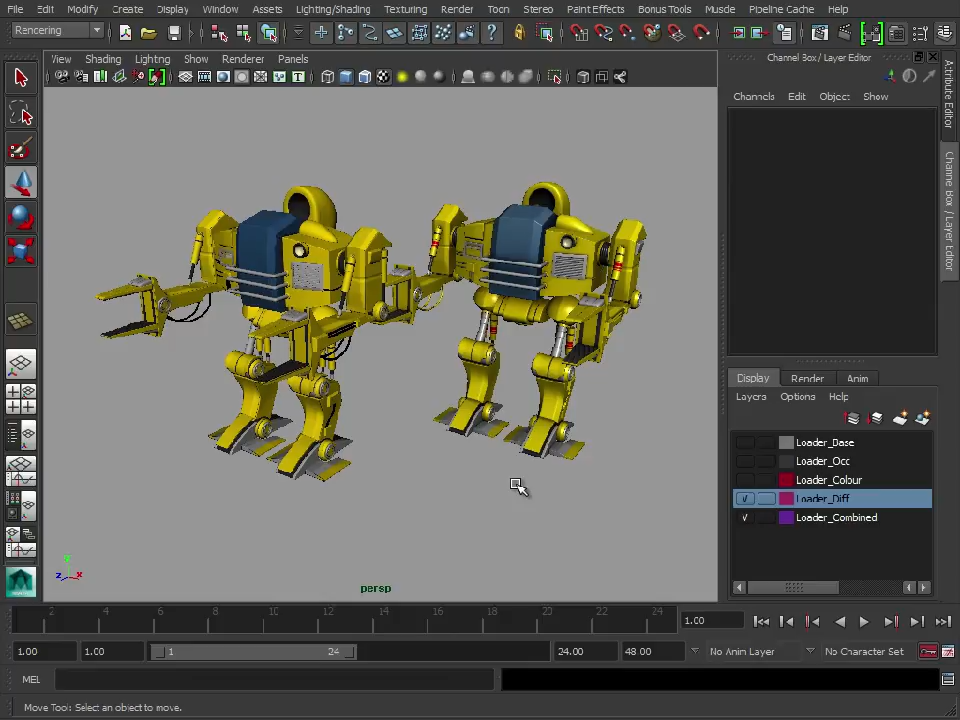 File Edit Modify Create Display Window Assets Lighting/Shading Texturing Render Toon Stereo Paint Effects Bonus Tools Muscle Pipeline Cache Help
Rendering
View Shading Lighting Show Renderer Panels
Channel Box / Layer Editor
Channels Edit Object Show
Attribute Editor
Channel Box / Layer Editor
Display Render Anim
Layers Options Help
Loader_Base
Loader_Occ
Loader_Colour
V Loader_Diff
V Loader_Combined
y
z x
persp
2 4 6 8 10 12 14 16 18 20 22 24
1.00
1.00 1.00 1 24 24.00 48.00 No Anim Layer No Character Set
MEL
Move Tool: Select an object to move.